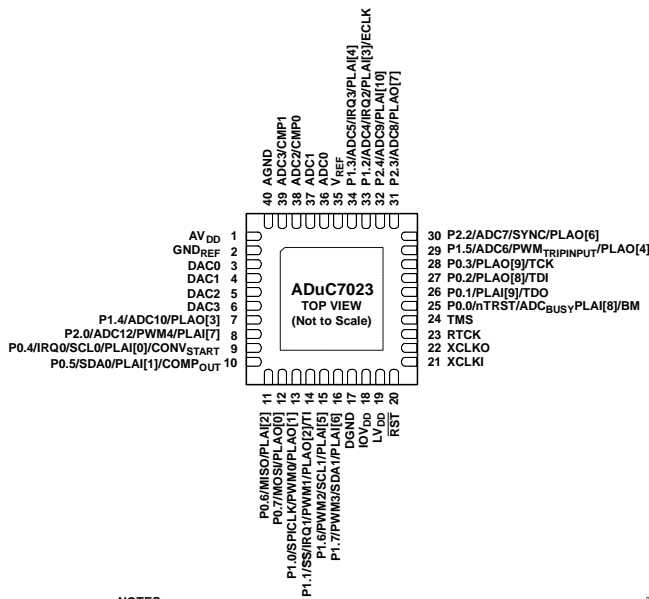 40 AGND
39 ADC3/CMP1
38 ADC2/CMP0
37 ADC1
36 ADC0
35 VREF
34 P1.3/ADC5/IRQ3/PLAI[4]
33 P1.2/ADC4/IRQ2/PLAI[3]/ECLK
32 P2.4/ADC9/PLAI[10]
31 P2.3/ADC8/PLAO[7]
AVDD 1
GNDREF 2
DAC0 3
DAC1 4
DAC2 5
DAC3 6
P1.4/ADC10/PLAO[3] 7
P2.0/ADC12/PWM4/PLAI[7] 8
P0.4/IRQ0/SCL0/PLAI[0]/CONVSTART 9
P0.5/SDA0/PLAI[1]/COMPOUT 10
ADuC7023
TOP VIEW
(Not to Scale)
30 P2.2/ADC7/SYNC/PLAO[6]
29 P1.5/ADC6/PWMTRIPINPUT/PLAO[4]
28 P0.3/PLAO[9]/TCK
27 P0.2/PLAO[8]/TDI
26 P0.1/PLAI[9]/TDO
25 P0.0/nTRST/ADCBUSYPLAI[8]/BM
24 TMS
23 RTCK
22 XCLKO
21 XCLKI
P0.6/MISO/PLAI[2] 11
P0.7/MOSI/PLAO[0] 12
P1.0/SPICLK/PWM0/PLAO[1] 13
P1.1/SS/IRQ1/PWM1/PLAO[2]/TI 14
P1.6/PWM2/SCL1/PLAI[5] 15
P1.7/PWM3/SDA1/PLAI[6] 16
DGND 17
IOVDD 18
LVDD 19
RST 20